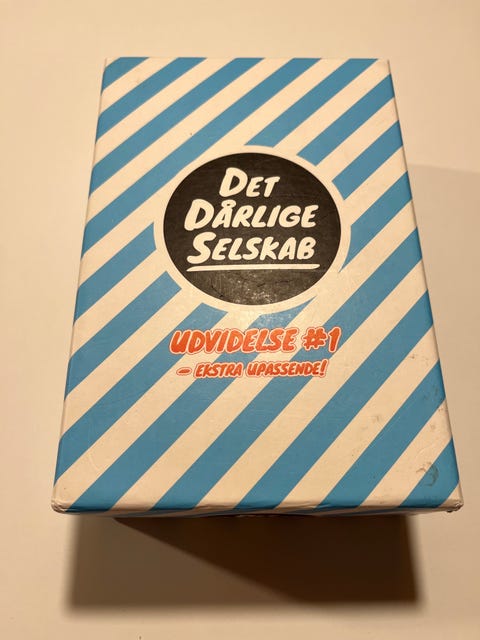 DET
DÅRLIGE
SELSKAB
UDVIDELSE #1
– EKSTRA UPASSENDE!